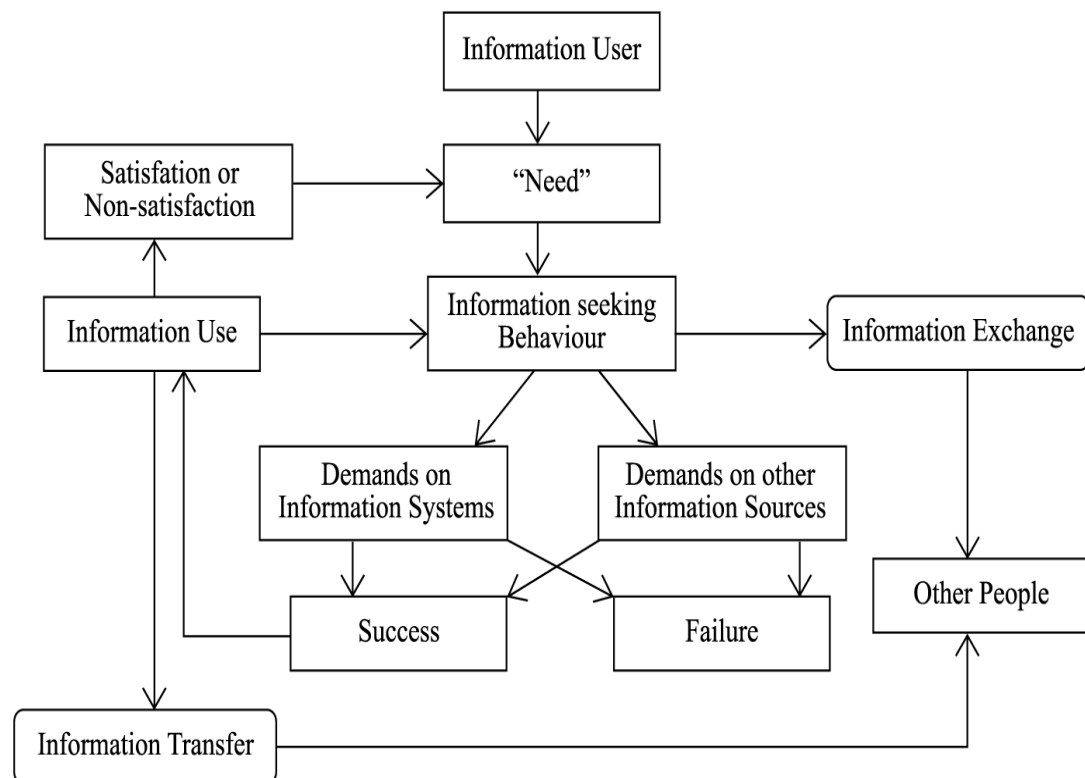 Information User
Satisfation or
Non-satisfaction
“Need”
Information Use
Information seeking
Behaviour
Information Exchange
Demands on
Information Systems
Demands on other
Information Sources
Success
Failure
Other People
Information Transfer